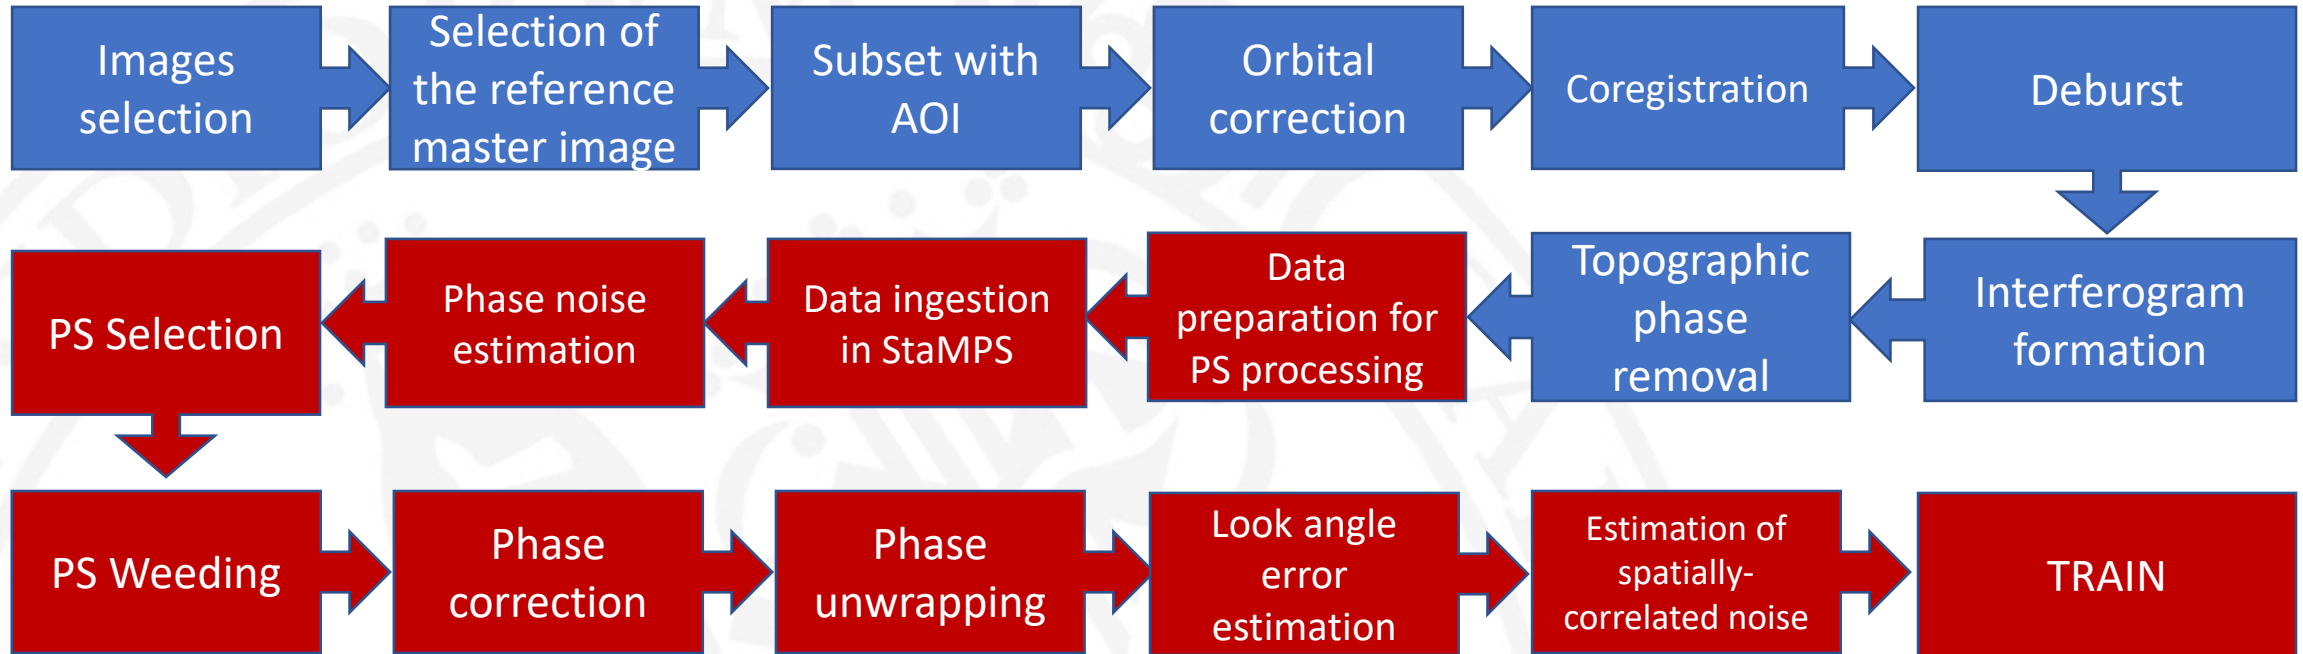 Images
selection
Selection of
the reference
master image
Subset with
AOI
Orbital
correction
Coregistration
Deburst
Interferogram
formation
Topographic
phase
removal
Data
preparation for
PS processing
Data ingestion
in StaMPS
Phase noise
estimation
PS Selection
PS Weeding
Phase
correction
Phase
unwrapping
Look angle
error
estimation
Estimation of
spatially-
correlated noise
TRAIN